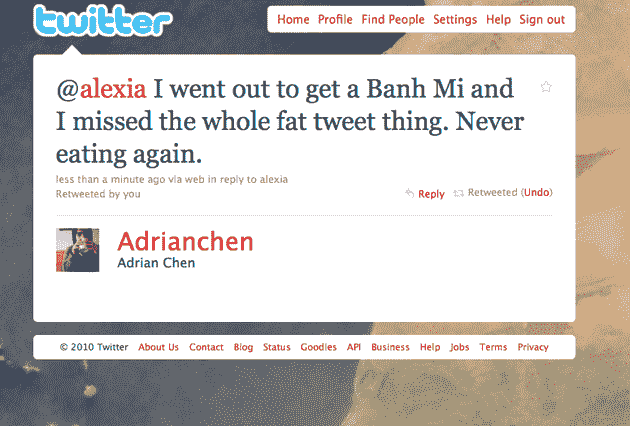 twitter
Home Profile Find People Settings Help Sign out
@alexia I went out to get a Banh Mi and
I missed the whole fat tweet thing. Never
eating again.
less than a minute ago via web in reply to alexia
Retweeted by you
Reply Retweeted (Undo)
Adrianchen
Adrian Chen
© 2010 Twitter About Us Contact Blog Status Goodies API Business Help Jobs Terms Privacy